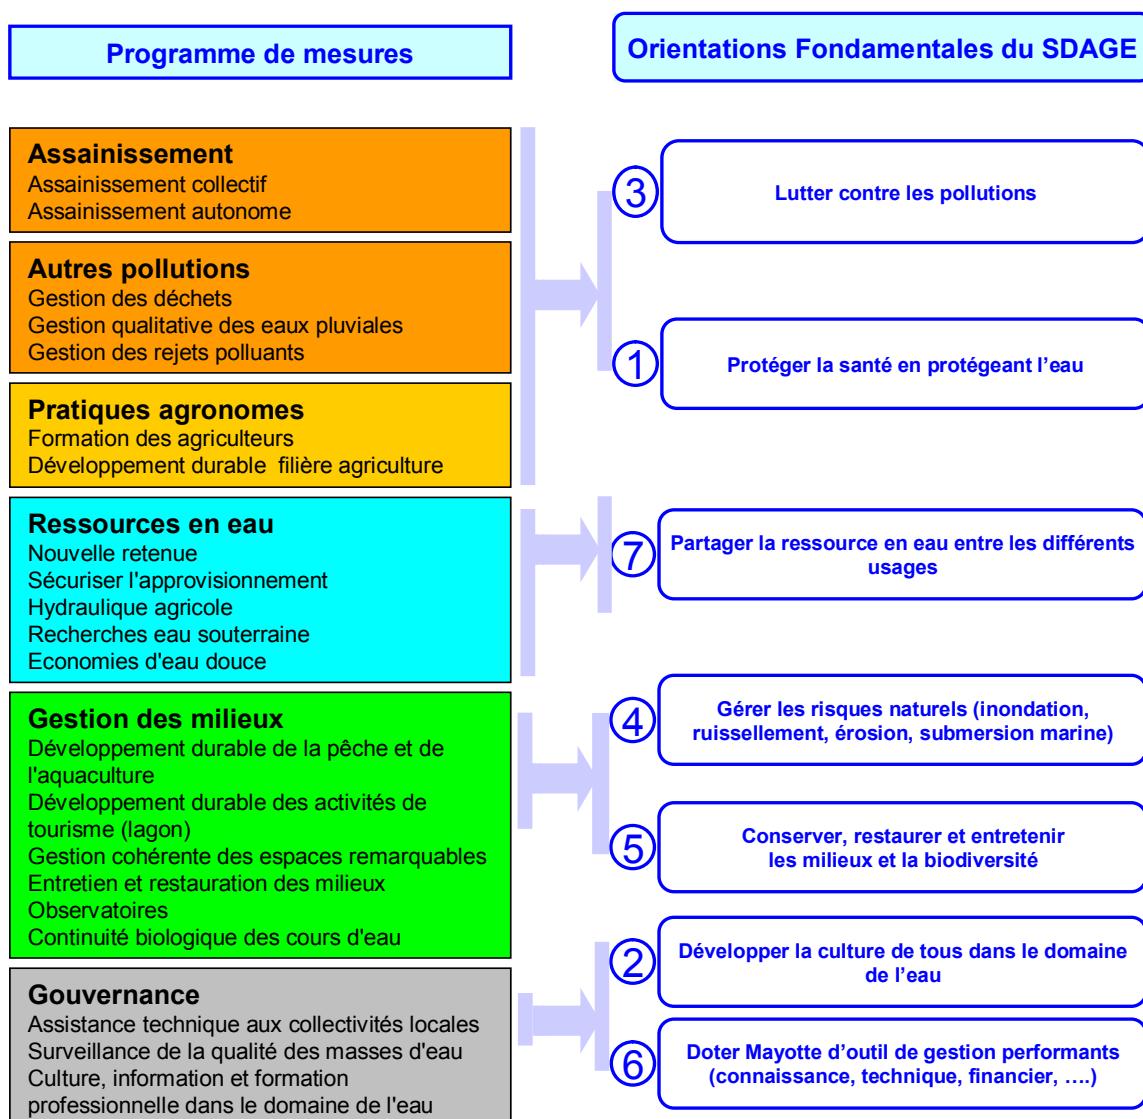 Programme de mesures
Orientations Fondamentales du SDAGE
Assainissement
Assainissement collectif
Assainissement autonome
Autres pollutions
Gestion des déchets
Gestion qualitative des eaux pluviales
Gestion des rejets polluants
Pratiques agronomes
Formation des agriculteurs
Développement durable  filière agriculture
3
Lutter contre les pollutions
1
Protéger la santé en protégeant l'eau
Ressources en eau
Nouvelle retenue
Sécuriser l'approvisionnement
Hydraulique agricole
Recherches eau souterraine
Economies d'eau douce
7
Partager la ressource en eau entre les différents
usages
Gestion des milieux
Développement durable de la pêche et de
l'aquaculture
Développement durable des activités de
tourisme (lagon)
Gestion cohérente des espaces remarquables
Entretien et restauration des milieux
Observatoires
Continuité biologique des cours d'eau
4
Gérer les risques naturels (inondation,
ruissellement, érosion, submersion marine)
5
Conserver, restaurer et entretenir
les milieux et la biodiversité
Gouvernance
Assistance technique aux collectivités locales
Surveillance de la qualité des masses d'eau
Culture, information et formation
professionnelle dans le domaine de l'eau
2
Développer la culture de tous dans le domaine
de l'eau
6
Doter Mayotte d'outil de gestion performants
(connaissance, technique, financier, ….)